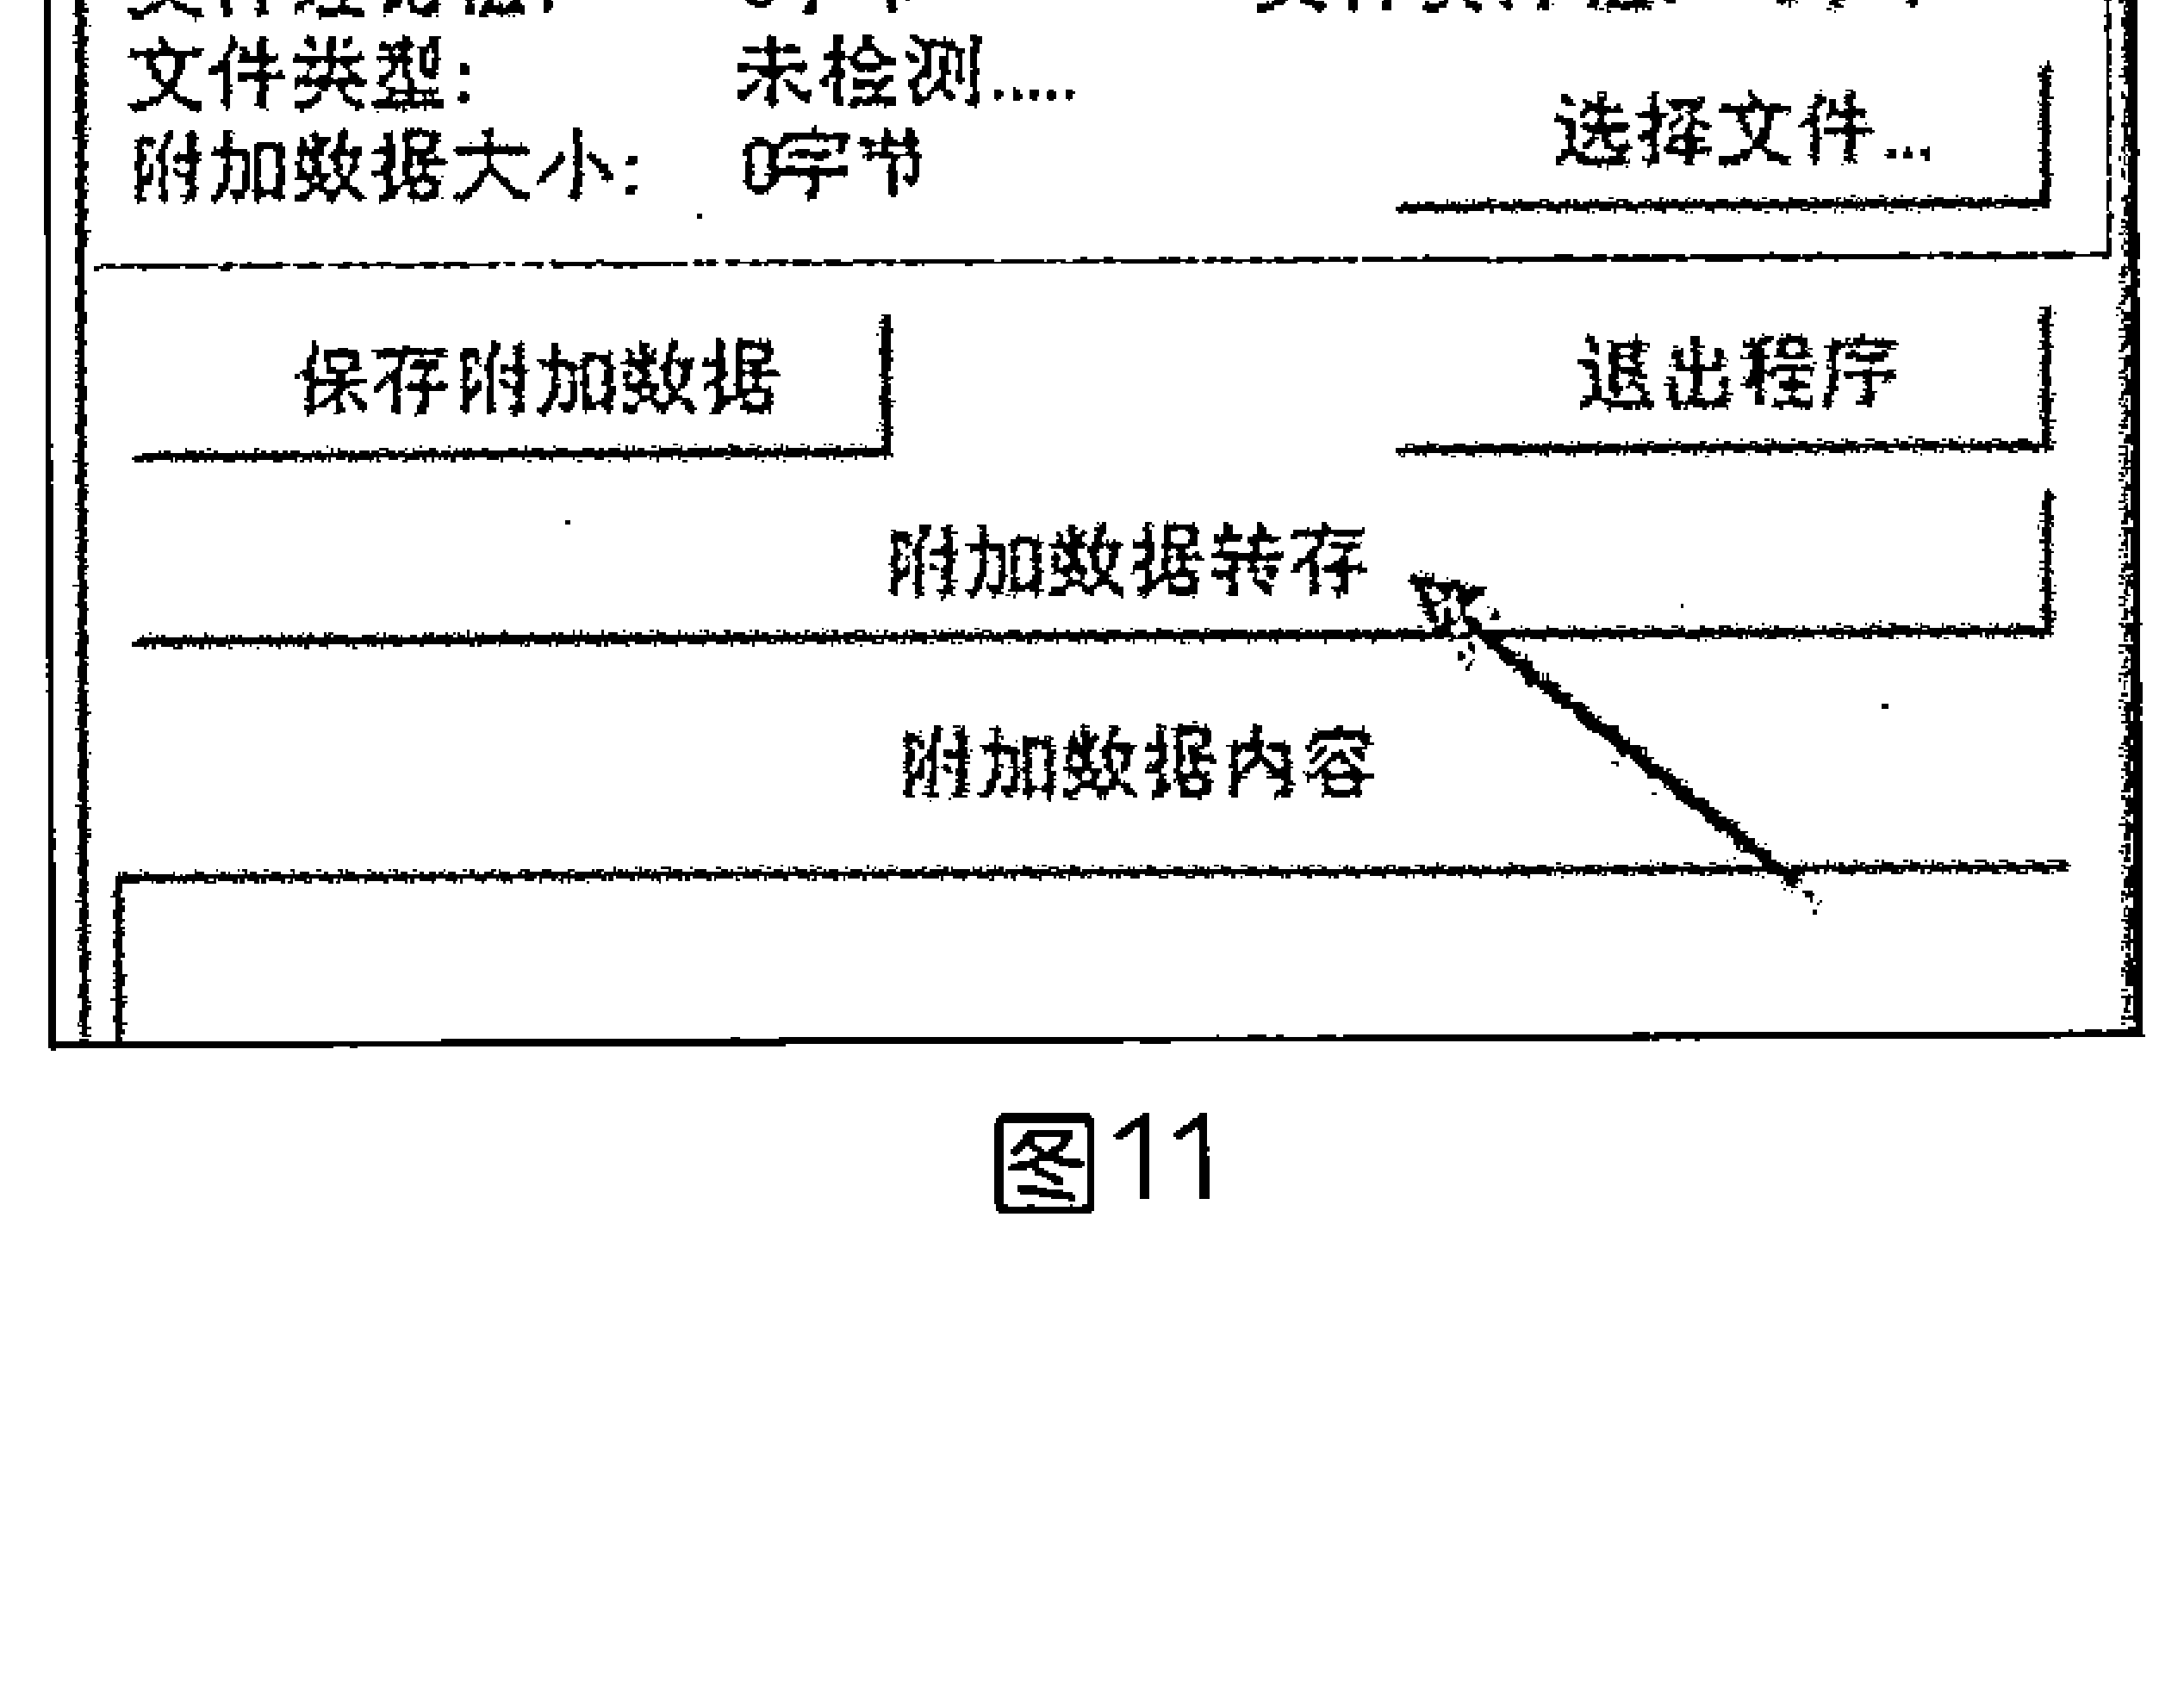 文件类型: 未检测.....
附加数据大小: 0字节
选择文件...
保存附加数据 退出程序
附加数据转存
附加数据内容
图11